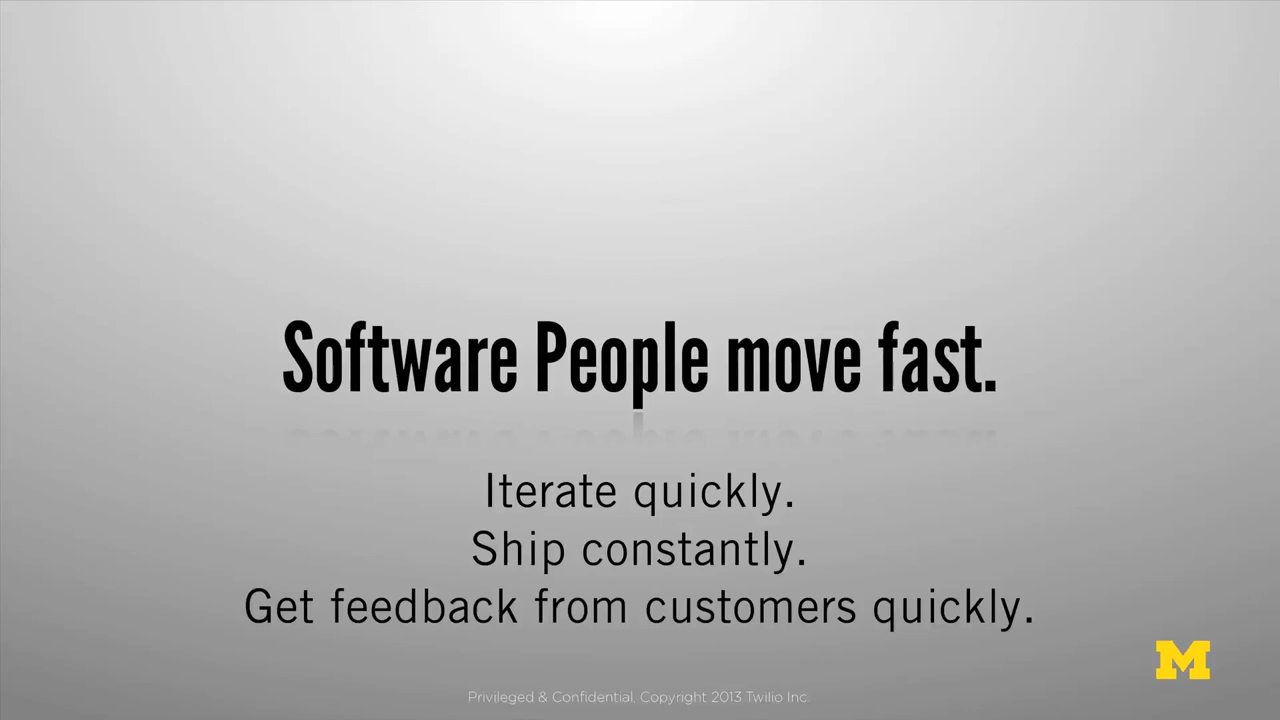 Software People move fast.
Iterate quickly.
Ship constantly.
Get feedback from customers quickly.
M
Privileged & Confidential. Copyright 2013 Twilio Inc.